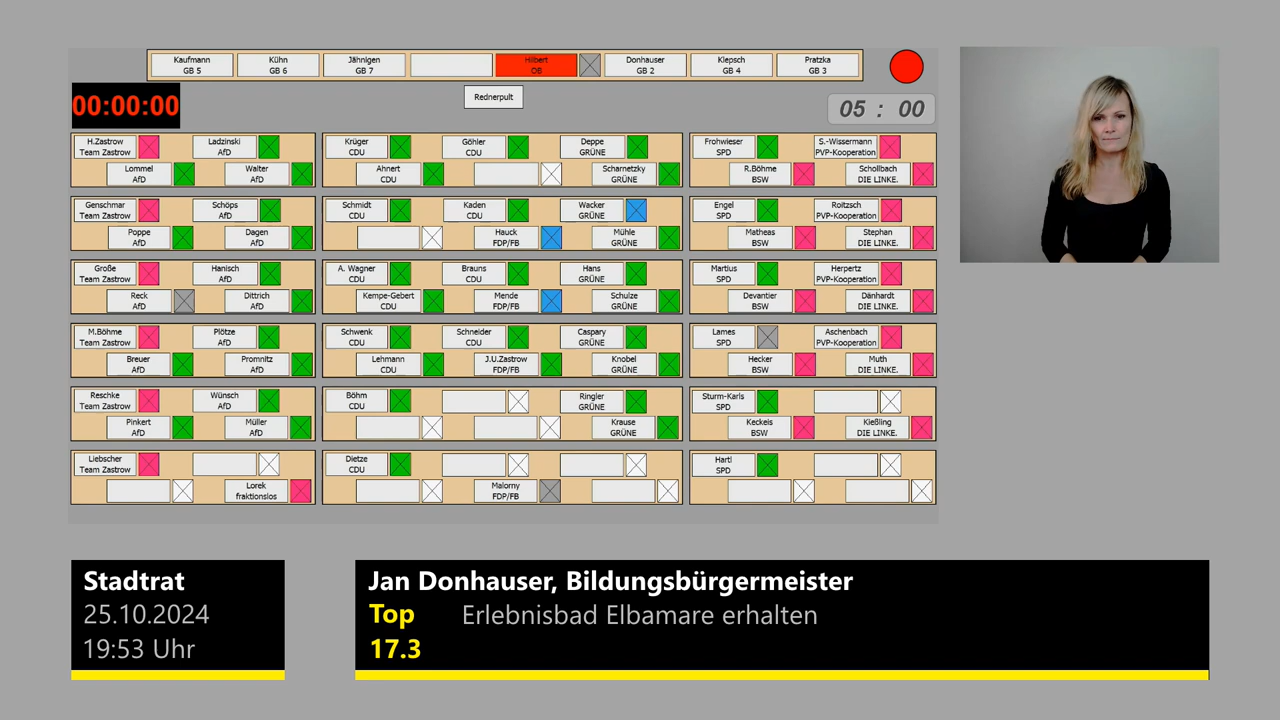 Kaufmann Kühn Jähnigen Hilbert Donhauser Klepsch Pratzka
GB 5 GB 6 GB 7 OB GB 2 GB 4 GB 3
00:00:00
Rednerpult
05 : 00
H.Zastrow Ladzinski Krüger Göhler Deppe Frohwieser S.-Wissermann
Team Zastrow AfD CDU CDU GRÜNE SPD PVP-Kooperation
Lommel Walter Ahnert Scharnetzky R.Böhme Schollbach
AfD AfD CDU GRÜNE BSW DIE LINKE.
Genschmar Schöps Schmidt Kaden Wacker Engel Roitzsch
Team Zastrow AfD CDU CDU GRÜNE SPD PVP-Kooperation
Poppe Dagen Hauck Mühle Matheas Stephan
AfD AfD FDP/FB GRÜNE BSW DIE LINKE.
Große Hanisch A. Wagner Brauns Hans Martius Herpertz
Team Zastrow AfD CDU CDU GRÜNE SPD PVP-Kooperation
Reck Dittrich Kempe-Gebert Mende Schulze Devantier Dänhardt
AfD AfD CDU FDP/FB GRÜNE BSW DIE LINKE.
M.Böhme Plötze Schwenk Schneider Caspary Lames Aschenbach
Team Zastrow AfD CDU CDU GRÜNE SPD PVP-Kooperation
Breuer Promnitz Lehmann J.U.Zastrow Knobel Hecker Muth
AfD AfD CDU FDP/FB GRÜNE BSW DIE LINKE.
Reschke Wünsch Böhm Ringler Sturm-Karls
Team Zastrow AfD CDU GRÜNE SPD
Pinkert Müller Krause Keckeis Kießling
AfD AfD GRÜNE BSW DIE LINKE.
Liebscher Dietze Hartl
Team Zastrow CDU SPD
Lorek Malorny
fraktionslos FDP/FB
Stadtrat
25.10.2024
19:53 Uhr
Jan Donhauser, Bildungsbürgermeister
Top Erlebnisbad Elbamare erhalten
17.3